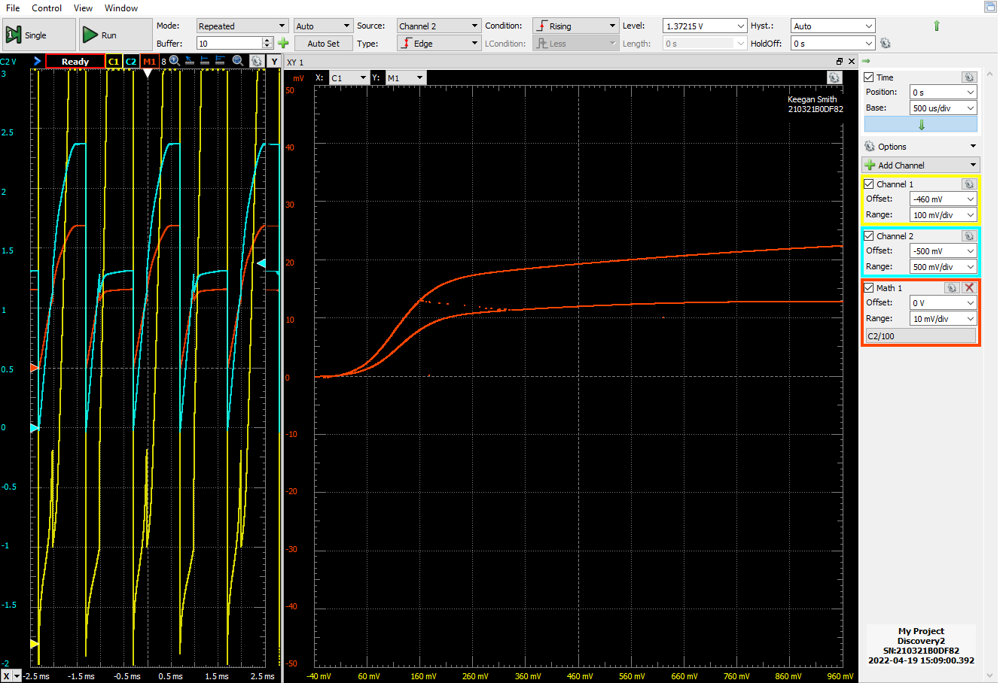 File Control View Window
Single Run Mode: Repeated Auto Source: Channel 2 Condition: Rising Level: 1.37215 V Hyst.: Auto
Buffer: 10 Auto Set Type: Edge LCondition: Less Length: 0 s HoldOff: 0 s
C2 V Ready C1 C2 M1 8 Y
3
2.5
2
1.5
1
0.5
0
-0.5
-1
-1.5
-2
X -2.5 ms -1.5 ms -0.5 ms 0.5 ms 1.5 ms 2.5 ms
XY 1
mV X: C1 Y: M1
Keegan Smith
210321B0DF82
50
40
30
20
10
0
-10
-20
-30
-40
-50
-40 mV 60 mV 160 mV 260 mV 360 mV 460 mV 560 mV 660 mV 760 mV 860 mV 960 mV
Time
Position: 0 s
Base: 500 us/div
Options
Add Channel
Channel 1
Offset: -460 mV
Range: 100 mV/div
Channel 2
Offset: -500 mV
Range: 500 mV/div
Math 1
Offset: 0 V
Range: 10 mV/div
C2/100
My Project
Discovery2
SN:210321B0DF82
2022-04-19 15:09:00.392